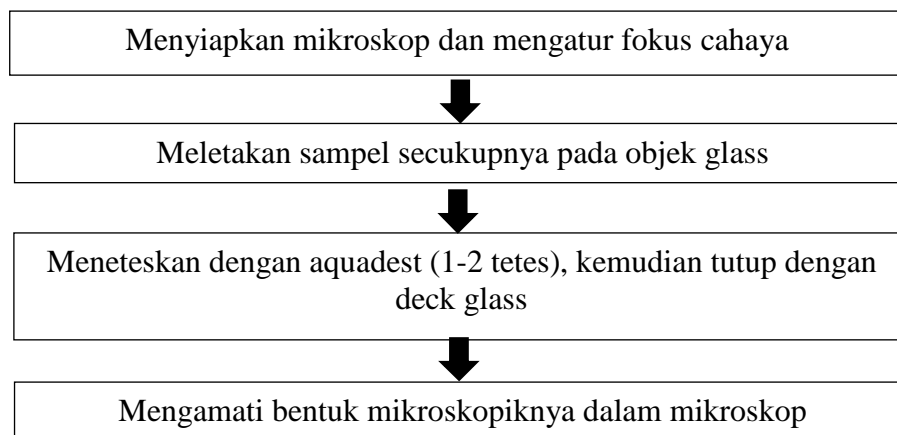 Menyiapkan mikroskop dan mengatur fokus cahaya
Meletakan sampel secukupnya pada objek glass
Meneteskan dengan aquadest (1-2 tetes), kemudian tutup dengan
deck glass
Mengamati bentuk mikroskopiknya dalam mikroskop